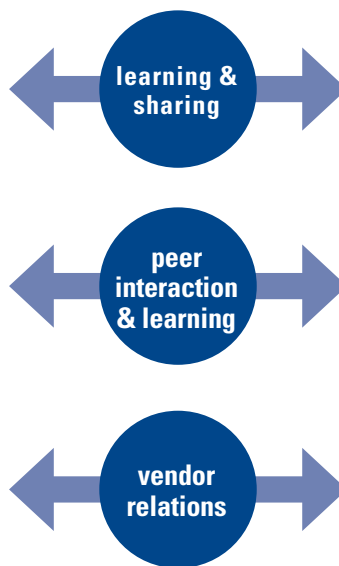 learning &
sharing
peer
interaction
& learning
vendor
relations